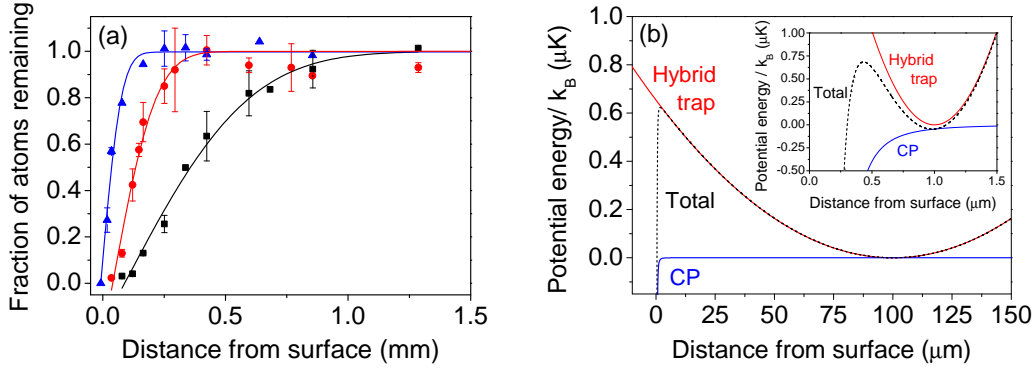 (a)
Fraction of atoms remaining
1.0
0.8
0.6
0.4
0.2
0.0
0.0 0.5 1.0 1.5
Distance from surface (mm)
(b)
Potential energy/ k_B (μK)
1.0
0.8
0.6
0.4
0.2
0.0
0 25 50 75 100 125 150
Distance from surface (μm)
Hybrid
trap
Total
CP
Potential energy / k_B (μK)
1.00
0.75
0.50
0.25
0.00
-0.25
-0.50
0.0 0.5 1.0 1.5
Distance from surface (μm)
Hybrid
trap
Total
CP